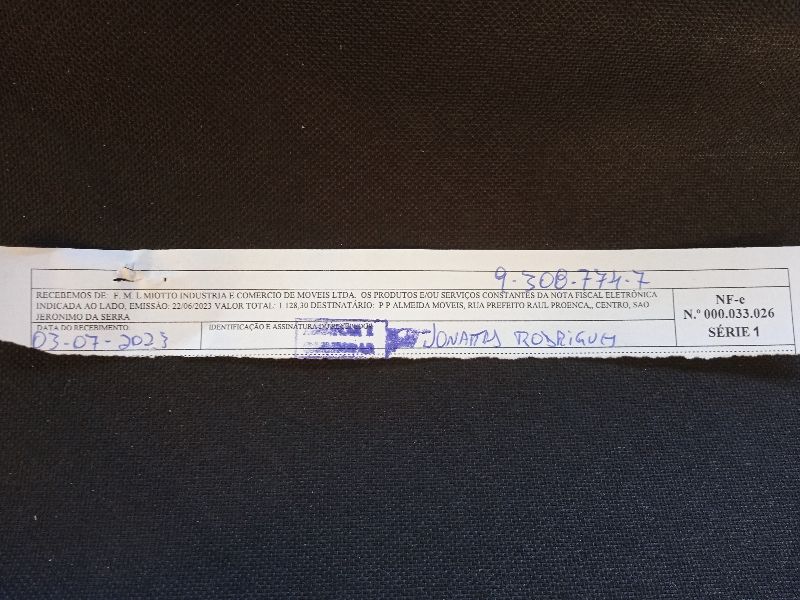 9-308-774-7
RECEBEMOS DE: F. M. I. MIOTTO INDUSTRIA E COMERCIO DE MOVEIS LTDA. OS PRODUTOS E/OU SERVIÇOS CONSTANTES DA NOTA FISCAL ELETRÔNICA
INDICADA AO LADO, EMISSÃO: 22/06/2023 VALOR TOTAL: 1.128,30 DESTINATÁRIO: P P ALMEIDA MOVEIS, RUA PREFEITO RAUL PROENCA,, CENTRO, SAO
JERONIMO DA SERRA
NF-e
N.º 000.033.026
SÉRIE 1
DATA DO RECEBIMENTO
IDENTIFICAÇÃO E ASSINATURA DO RECEBEDOR
03-07-2023
JONATAS RODRIGUES